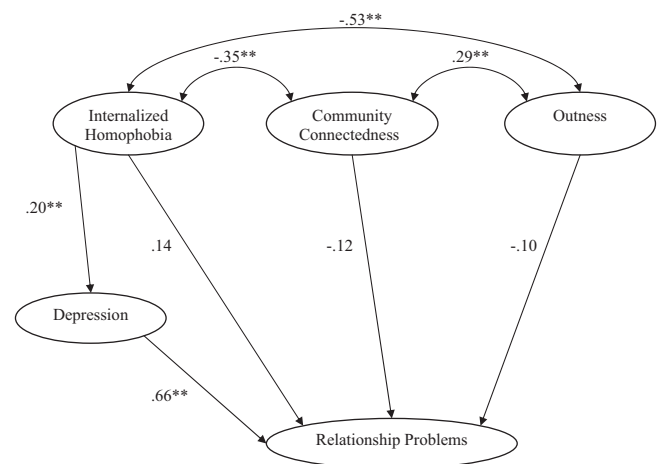 -.53**
-.35**
.29**
Internalized
Homophobia
Community
Connectedness
Outness
.20**
.14
-.12
-.10
Depression
.66**
Relationship Problems